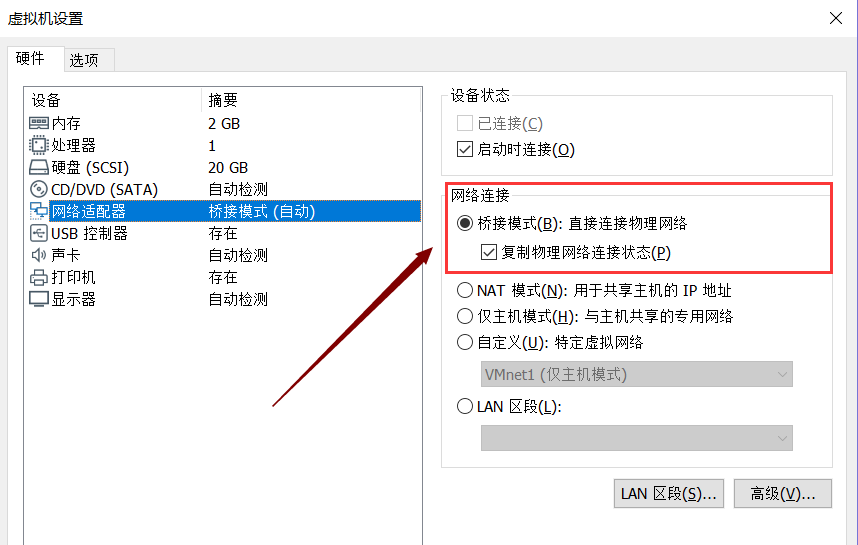 虚拟机设置
硬件 选项
设备 摘要
内存 2 GB
处理器 1
硬盘 (SCSI) 20 GB
CD/DVD (SATA) 自动检测
网络适配器 桥接模式 (自动)
USB 控制器 存在
声卡 自动检测
打印机 存在
显示器 自动检测
设备状态
已连接(C)
启动时连接(O)
网络连接
桥接模式(B): 直接连接物理网络
复制物理网络连接状态(P)
NAT 模式(N): 用于共享主机的 IP 地址
仅主机模式(H): 与主机共享的专用网络
自定义(U): 特定虚拟网络
VMnet1 (仅主机模式)
LAN 区段(L):
LAN 区段(S)... 高级(V)...